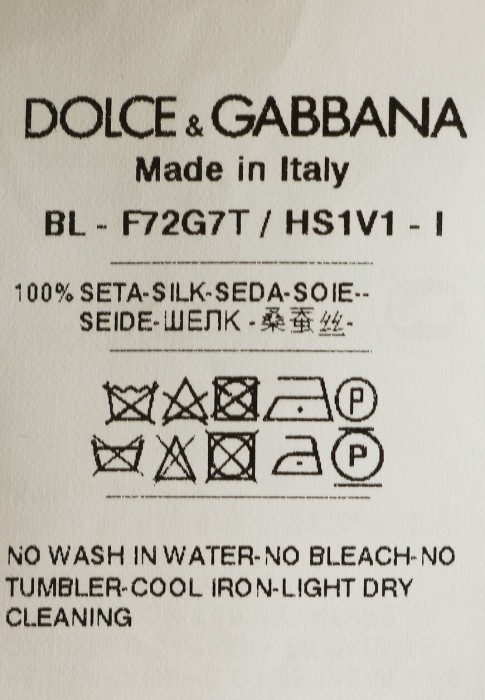 DOLCE & GABBANA
Made in Italy
BL - F72G7T / HS1V1 - I
100% SETA-SILK-SEDA-SOIE--
SEIDE-ШЕЛК -桑蚕丝-
P
P
NO WASH IN WATER-NO BLEACH-NO
TUMBLER-COOL IRON-LIGHT DRY
CLEANING